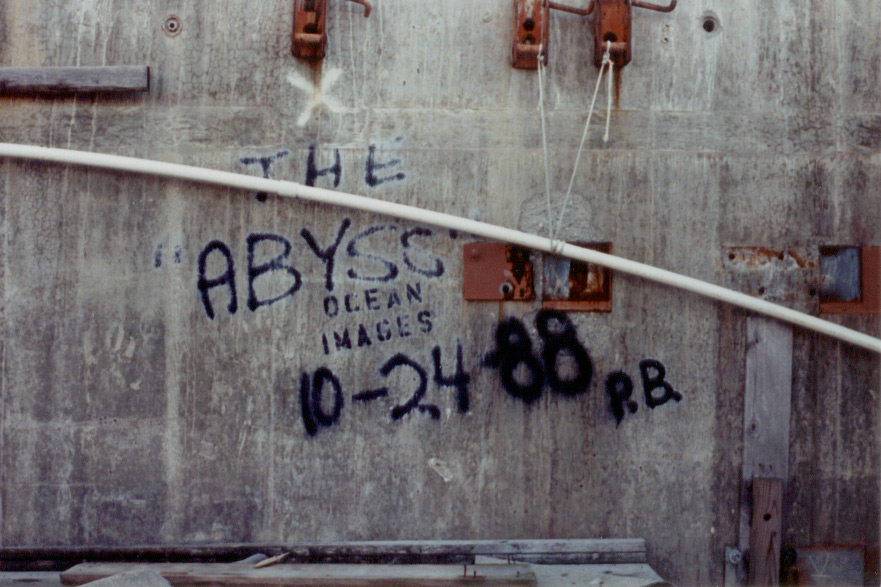 THE
"ABYSS"
OCEAN
IMAGES
10-24-88 P.B.